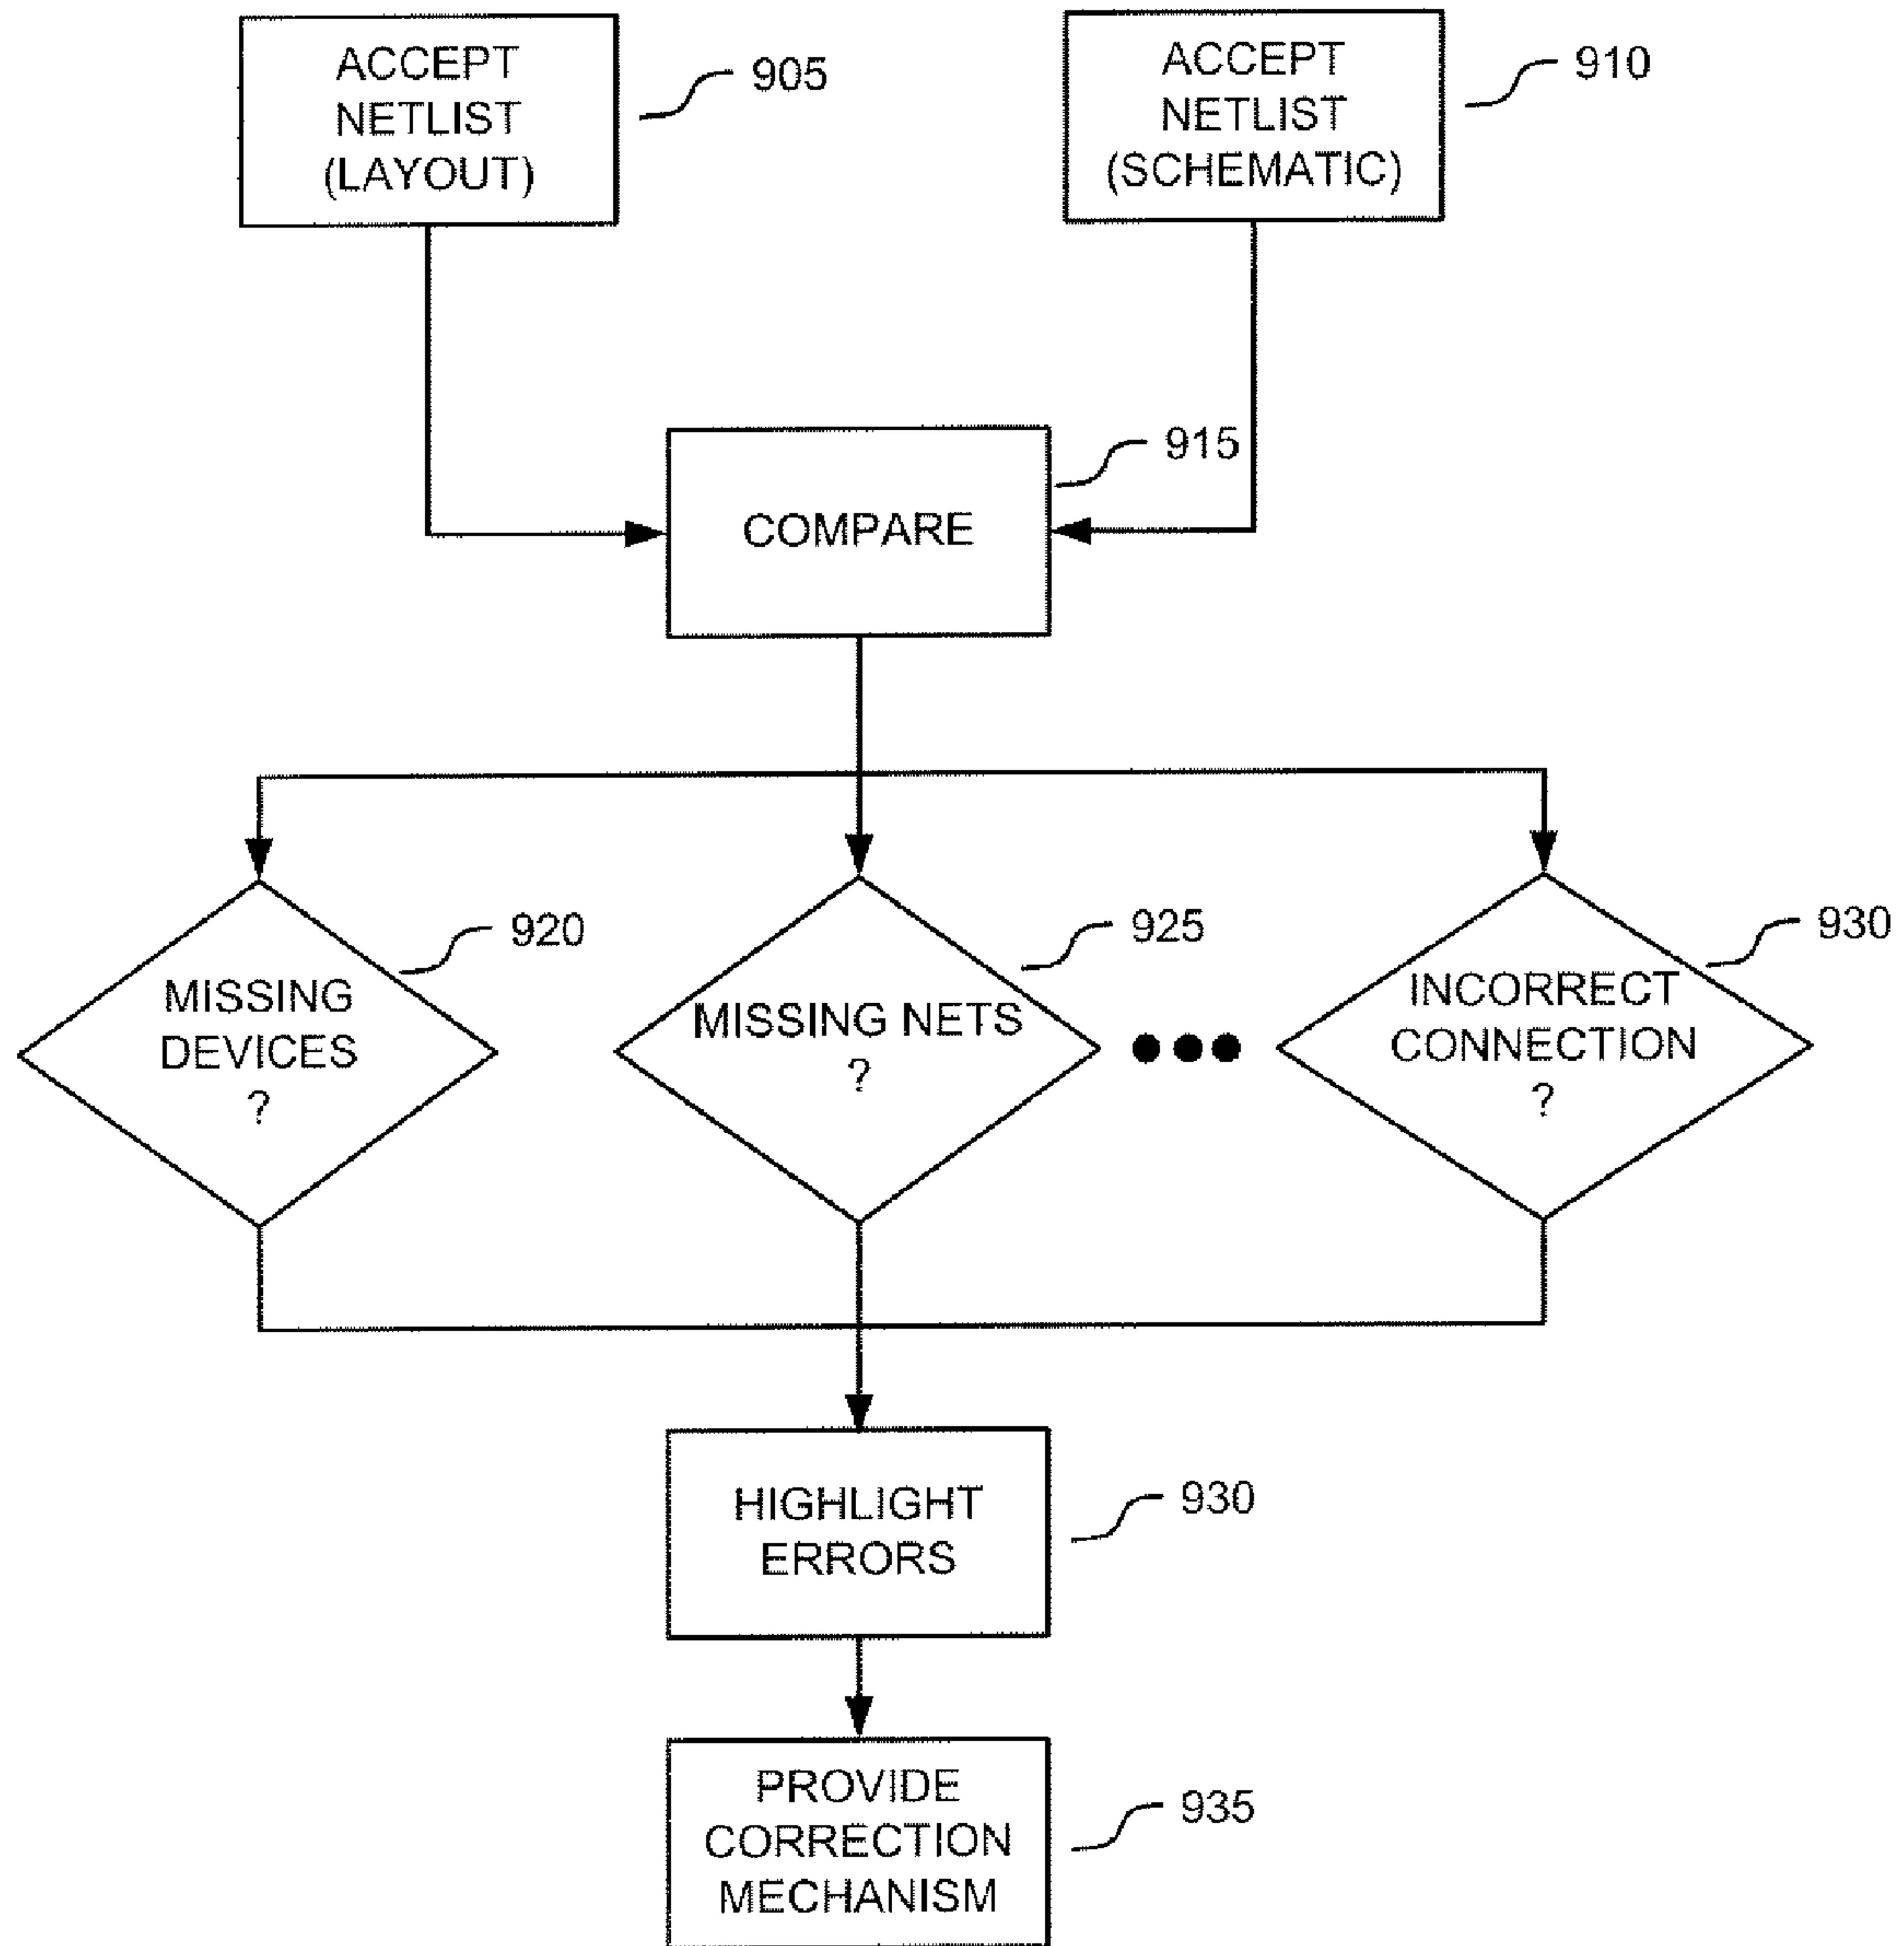 ACCEPT
NETLIST
(LAYOUT)
905
ACCEPT
NETLIST
(SCHEMATIC)
910
COMPARE
915
MISSING
DEVICES
?
920
MISSING NETS
?
925
INCORRECT
CONNECTION
?
930
HIGHLIGHT
ERRORS
930
PROVIDE
CORRECTION
MECHANISM
935